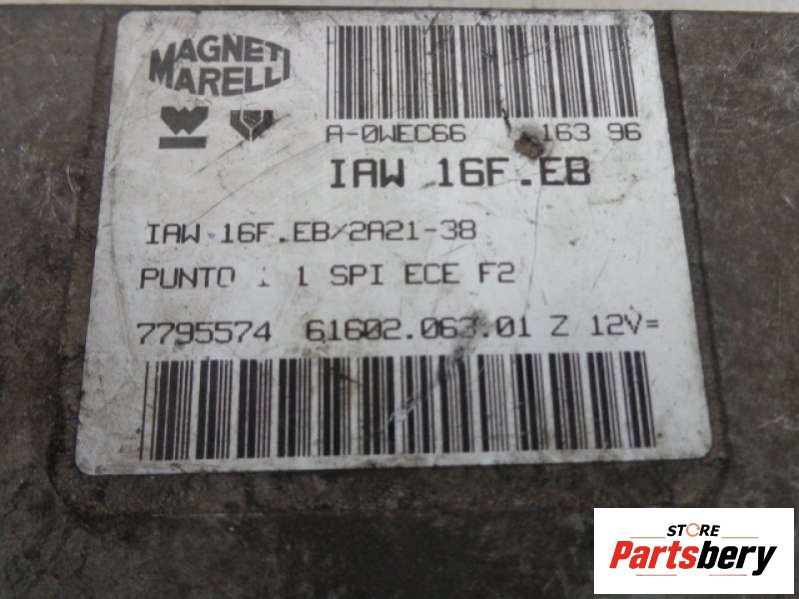 MAGNETI
MARELLI
A-0WEC66 163 96
IAW 16F.EB
IAW 16F.EB/2A21-38
PUNTO 1 SPI ECE F2
7795574 61602.063.01 Z 12V=
STORE
Partsbery